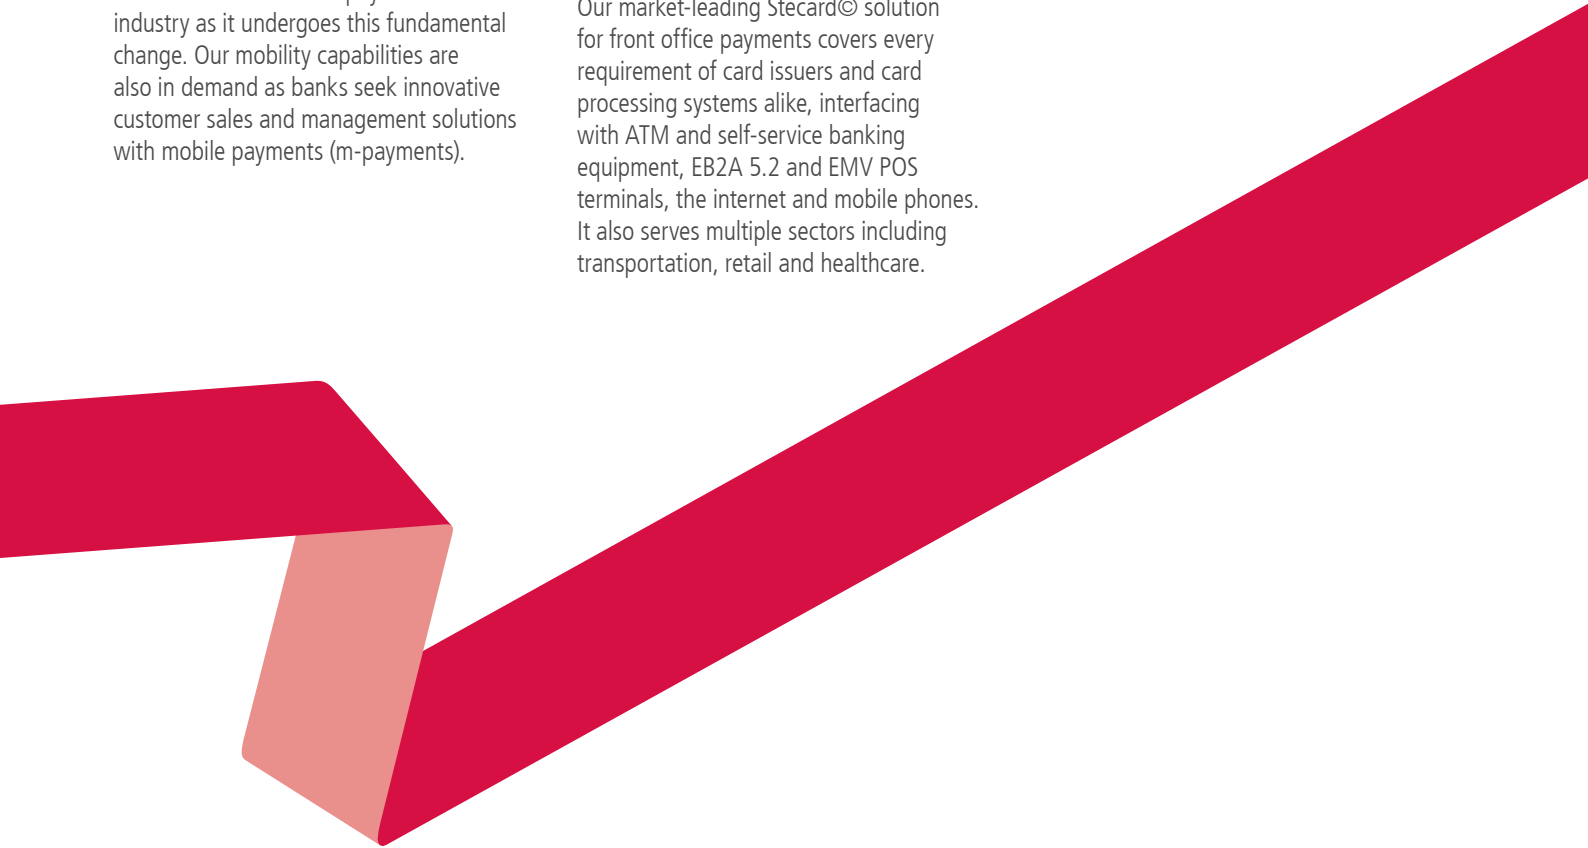 industry as it undergoes this fundamental
change. Our mobility capabilities are
also in demand as banks seek innovative
customer sales and management solutions
with mobile payments (m-payments).
Our market-leading Stecard© solution
for front office payments covers every
requirement of card issuers and card
processing systems alike, interfacing
with ATM and self-service banking
equipment, EB2A 5.2 and EMV POS
terminals, the internet and mobile phones.
It also serves multiple sectors including
transportation, retail and healthcare.